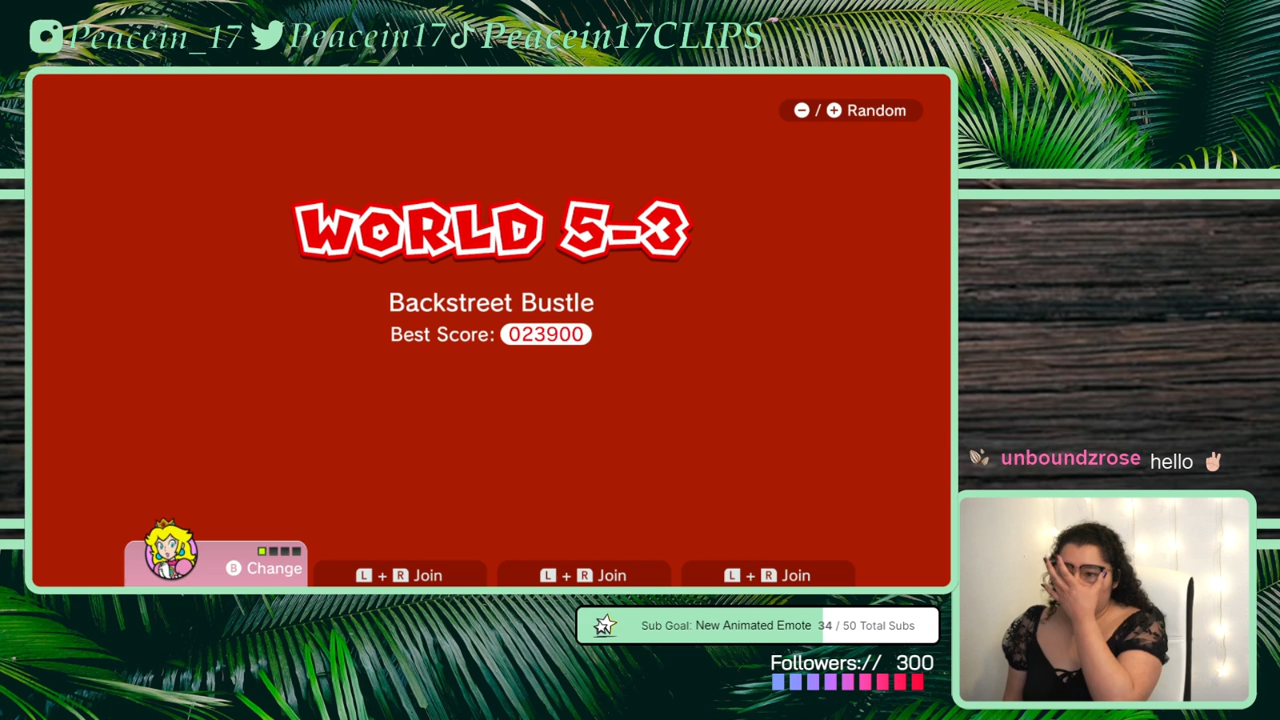 Peacein_17 Peacein17 Peacein17CLIPS
- / + Random
WORLD 5-3
Backstreet Bustle
Best Score: 023900
B Change
L + R Join
L + R Join
L + R Join
unboundzrose hello
Sub Goal: New Animated Emote 34 / 50 Total Subs
Followers:// 300